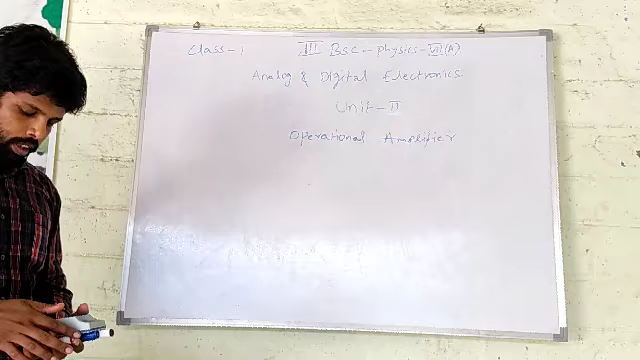 Class-1 III Bsc.- Physics-VII(A)
Analog & Digital Electronics
Unit-II
Operational Amplifier